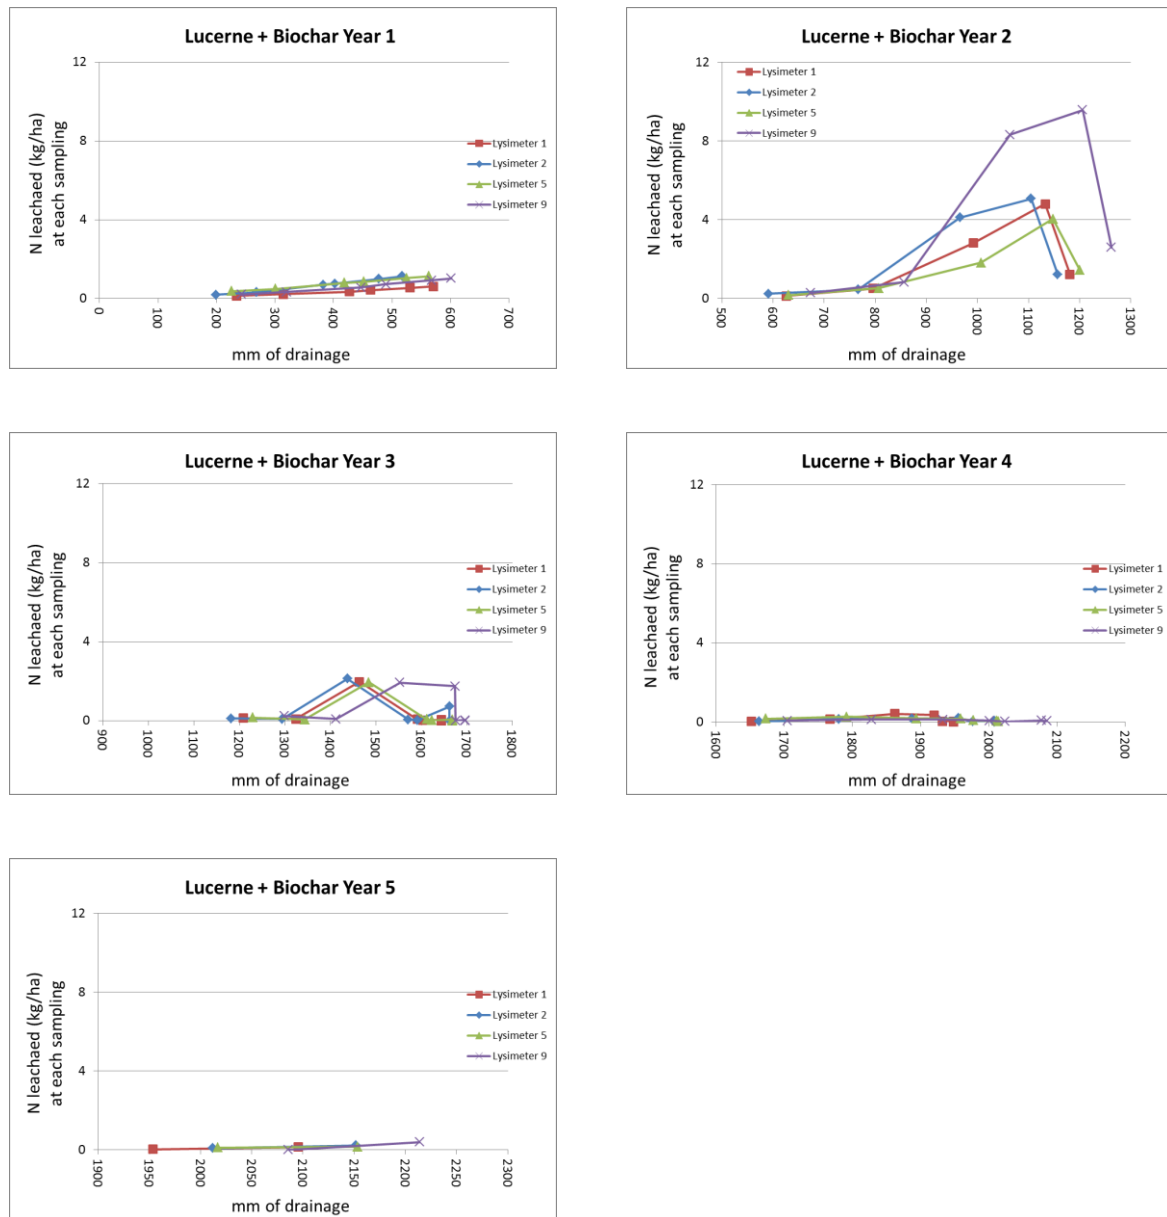 Lucerne + Biochar Year 1
N leachaed (kg/ha)
at each sampling
12
8
4
0
0
100
200
300
400
500
600
700
mm of drainage
Lysimeter 1
Lysimeter 2
Lysimeter 5
Lysimeter 9
Lucerne + Biochar Year 2
N leachaed (kg/ha)
at each sampling
12
8
4
0
500
600
700
800
900
1000
1100
1200
1300
mm of drainage
Lysimeter 1
Lysimeter 2
Lysimeter 5
Lysimeter 9
Lucerne + Biochar Year 3
N leachaed (kg/ha)
at each sampling
12
8
4
0
900
1000
1100
1200
1300
1400
1500
1600
1700
1800
mm of drainage
Lysimeter 1
Lysimeter 2
Lysimeter 5
Lysimeter 9
Lucerne + Biochar Year 4
N leachaed (kg/ha)
at each sampling
12
8
4
0
1600
1700
1800
1900
2000
2100
2200
mm of drainage
Lysimeter 1
Lysimeter 2
Lysimeter 5
Lysimeter 9
Lucerne + Biochar Year 5
N leachaed (kg/ha)
at each sampling
12
8
4
0
1900
1950
2000
2050
2100
2150
2200
2250
2300
mm of drainage
Lysimeter 1
Lysimeter 2
Lysimeter 5
Lysimeter 9